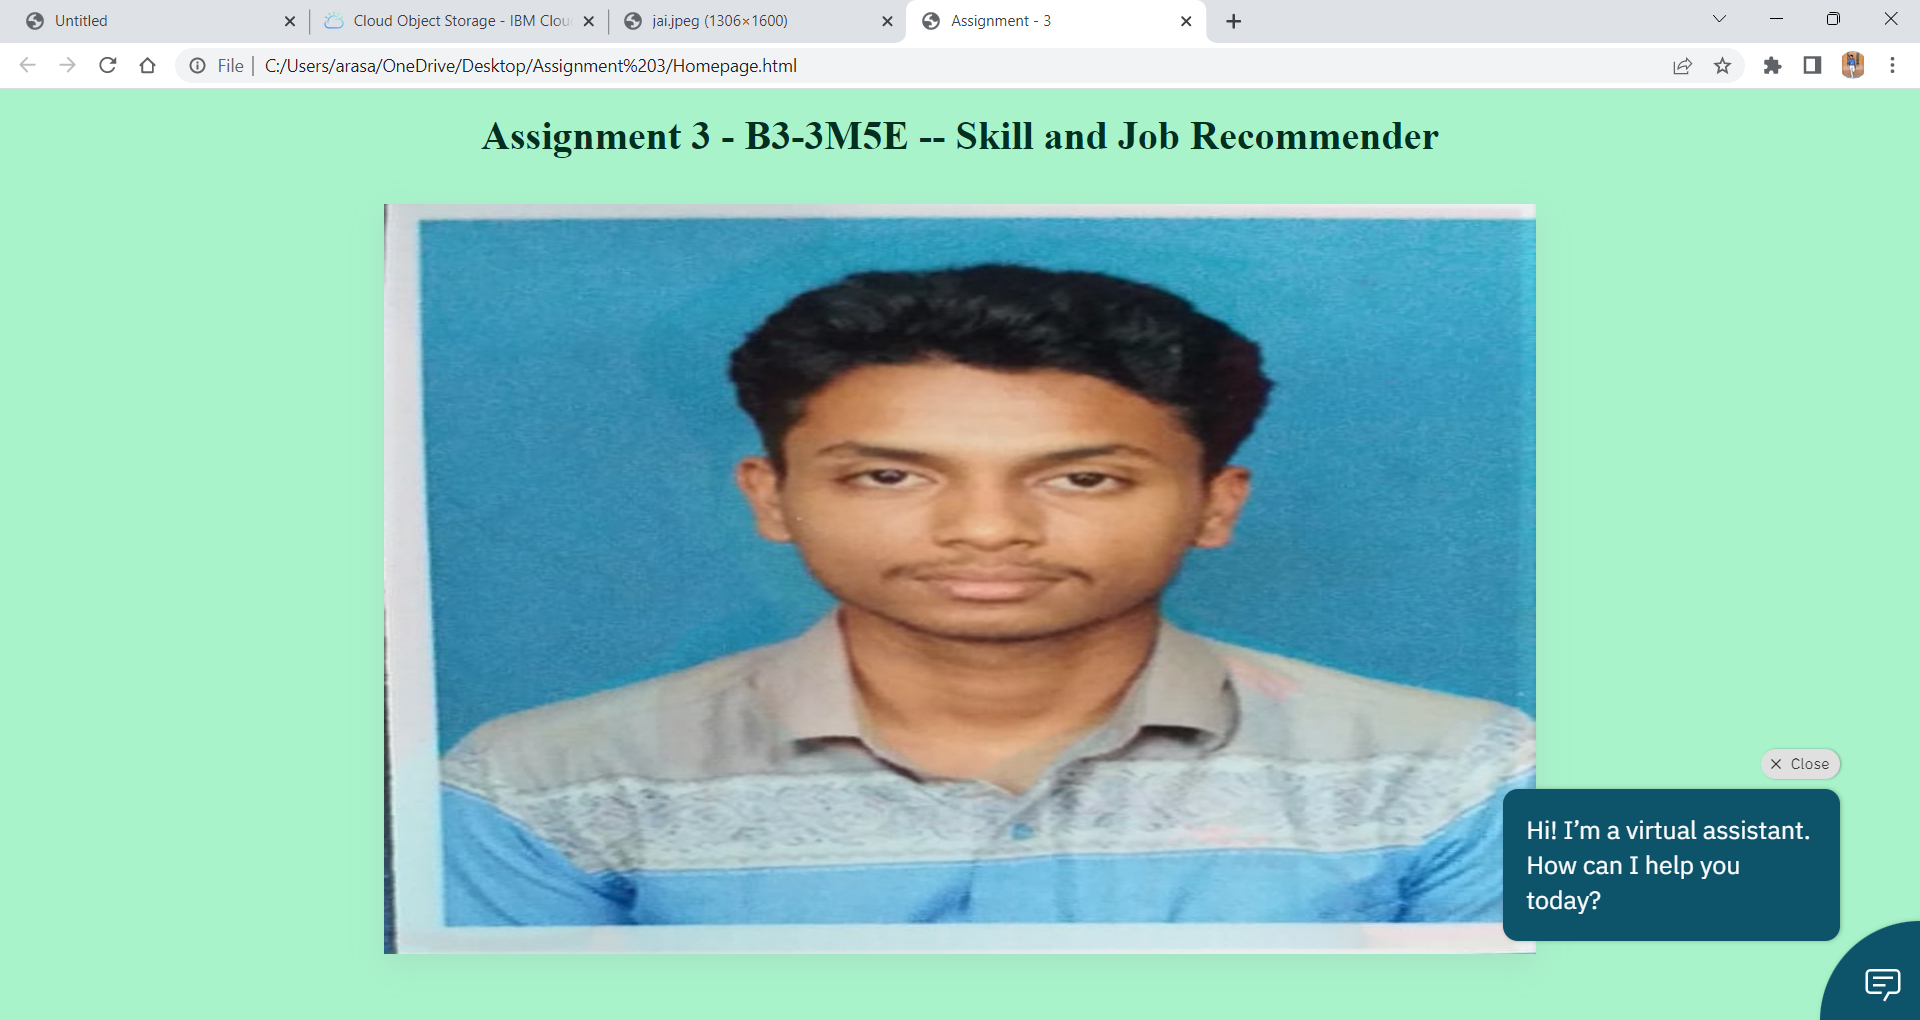 Untitled
Cloud Object Storage - IBM Clou
jai.jpeg (1306×1600)
Assignment - 3
File
C:/Users/arasa/OneDrive/Desktop/Assignment%203/Homepage.html
Assignment 3 - B3-3M5E -- Skill and Job Recommender
Close
Hi! I’m a virtual assistant.
How can I help you
today?